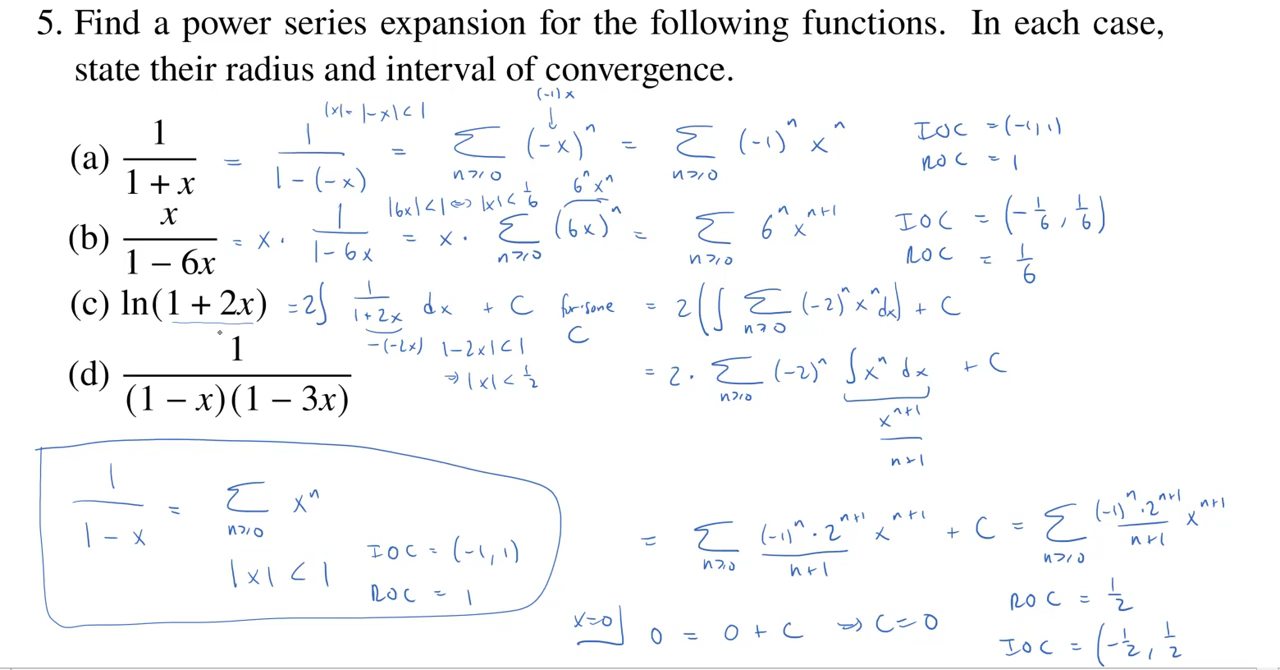 5. Find a power series expansion for the following functions. In each case,
state their radius and interval of convergence.
(a) 1/(1 + x) = 1/(1 - (-x)) |x| = |-x| < 1 = Σ_{n≥0} (-x)^n (-1)x ↓ = Σ_{n≥0} (-1)^n x^n IOC = (-1,1)
ROC = 1
(b) x/(1 − 6x) = x · 1/(1-6x) |6x| < 1 ⇔ |x| < 1/6 = x · Σ_{n≥0} (6x)^n 6^n x^n = Σ_{n≥0} 6^n x^{n+1} IOC = (-1/6, 1/6)
ROC = 1/6
(c) ln(1 + 2x) = 2∫ 1/(1+2x) dx + C for some C = 2(∫ Σ_{n≥0} (-2)^n x^n dx) + C
-(-2x) |-2x| < 1
⇒ |x| < 1/2
(d) 1/((1 − x)(1 − 3x))
= 2 · Σ_{n≥0} (-2)^n ∫ x^n dx + C
x^{n+1}/(n+1)
1/(1-x) = Σ_{n≥0} x^n
|x| < 1
IOC = (-1,1)
ROC = 1
= Σ_{n≥0} (-1)^n · 2^{n+1}/(n+1) x^{n+1} + C = Σ_{n≥0} (-1)^n · 2^{n+1}/(n+1) x^{n+1}
x=0 | 0 = 0 + C ⇒ C=0
ROC = 1/2
IOC = (-1/2, 1/2